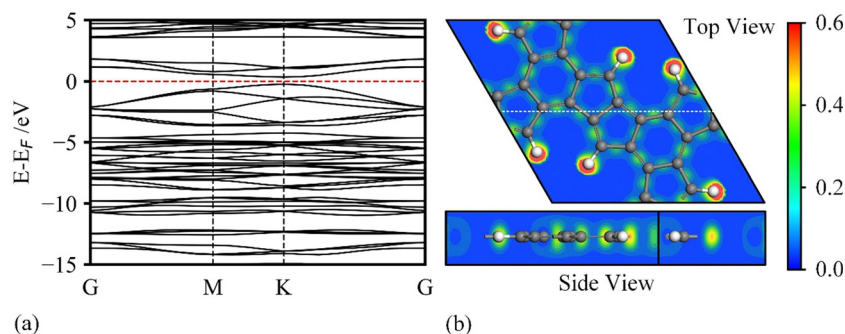 5
0
−5
−10
−15
E-E_F /eV
G M K G
(a)
Top View
Side View
(b)
0.6
0.4
0.2
0.0